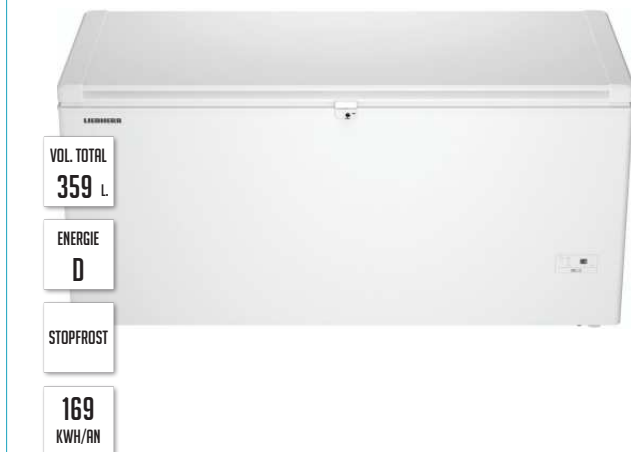 LIEBHERR
VOL. TOTAL
359 L
ENERGIE
D
STOPFROST
169
KWH/AN